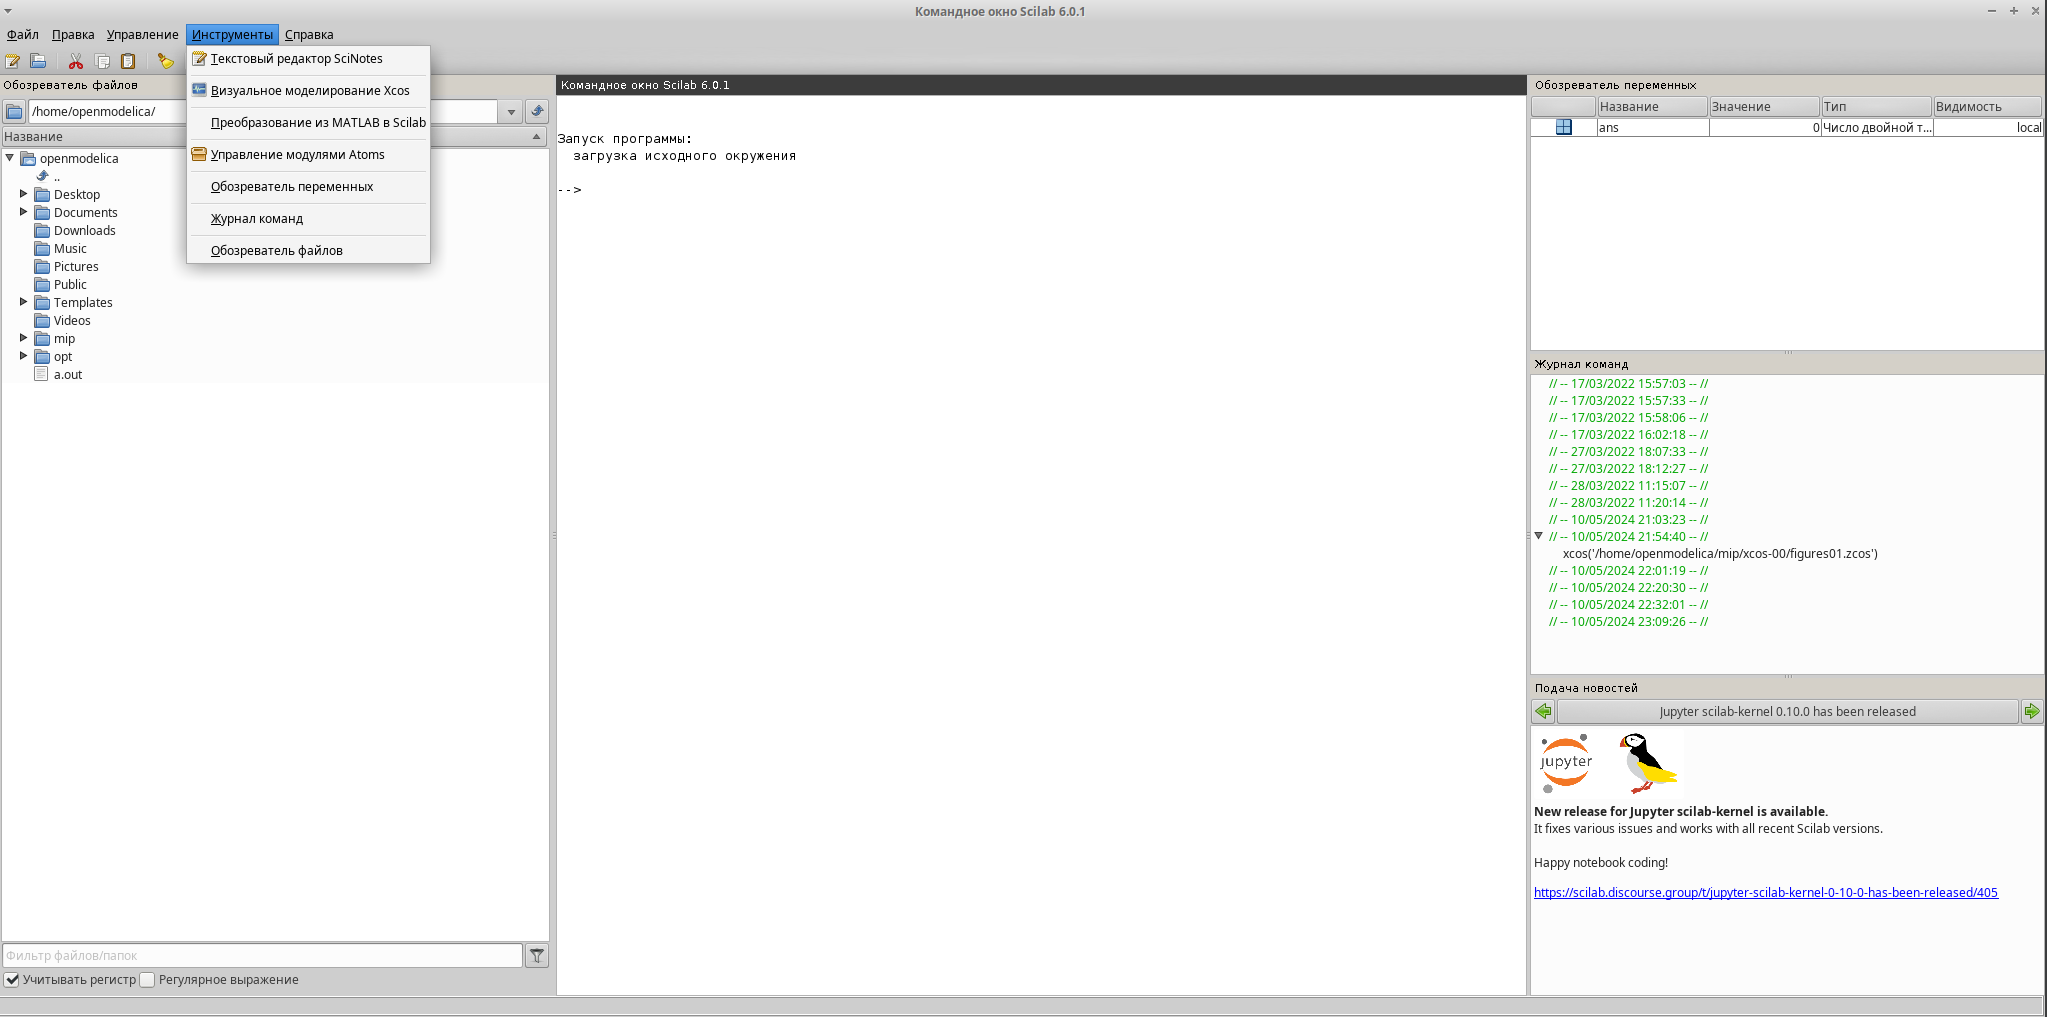 Командное окно Scilab 6.0.1
Файл Правка Управление Инструменты Справка
Текстовый редактор SciNotes
Визуальное моделирование Xcos
Преобразование из MATLAB в Scilab
Управление модулями Atoms
Обозреватель переменных
Журнал команд
Обозреватель файлов
Обозреватель файлов
/home/openmodelica/
Название
openmodelica
..
Desktop
Documents
Downloads
Music
Pictures
Public
Templates
Videos
mip
opt
a.out
Фильтр файлов/папок
Учитывать регистр Регулярное выражение
Командное окно Scilab 6.0.1
Запуск программы:
загрузка исходного окружения
-->
Обозреватель переменных
Название Значение Тип Видимость
ans 0 Число двойной т... local
Журнал команд
// -- 17/03/2022 15:57:03 -- //
// -- 17/03/2022 15:57:33 -- //
// -- 17/03/2022 15:58:06 -- //
// -- 17/03/2022 16:02:18 -- //
// -- 27/03/2022 18:07:33 -- //
// -- 27/03/2022 18:12:27 -- //
// -- 28/03/2022 11:15:07 -- //
// -- 28/03/2022 11:20:14 -- //
// -- 10/05/2024 21:03:23 -- //
// -- 10/05/2024 21:54:40 -- //
xcos('/home/openmodelica/mip/xcos-00/figures01.zcos')
// -- 10/05/2024 22:01:19 -- //
// -- 10/05/2024 22:20:30 -- //
// -- 10/05/2024 22:32:01 -- //
// -- 10/05/2024 23:09:26 -- //
Подача новостей
Jupyter scilab-kernel 0.10.0 has been released
jupyter
New release for Jupyter scilab-kernel is available.
It fixes various issues and works with all recent Scilab versions.
Happy notebook coding!
https://scilab.discourse.group/t/jupyter-scilab-kernel-0-10-0-has-been-released/405